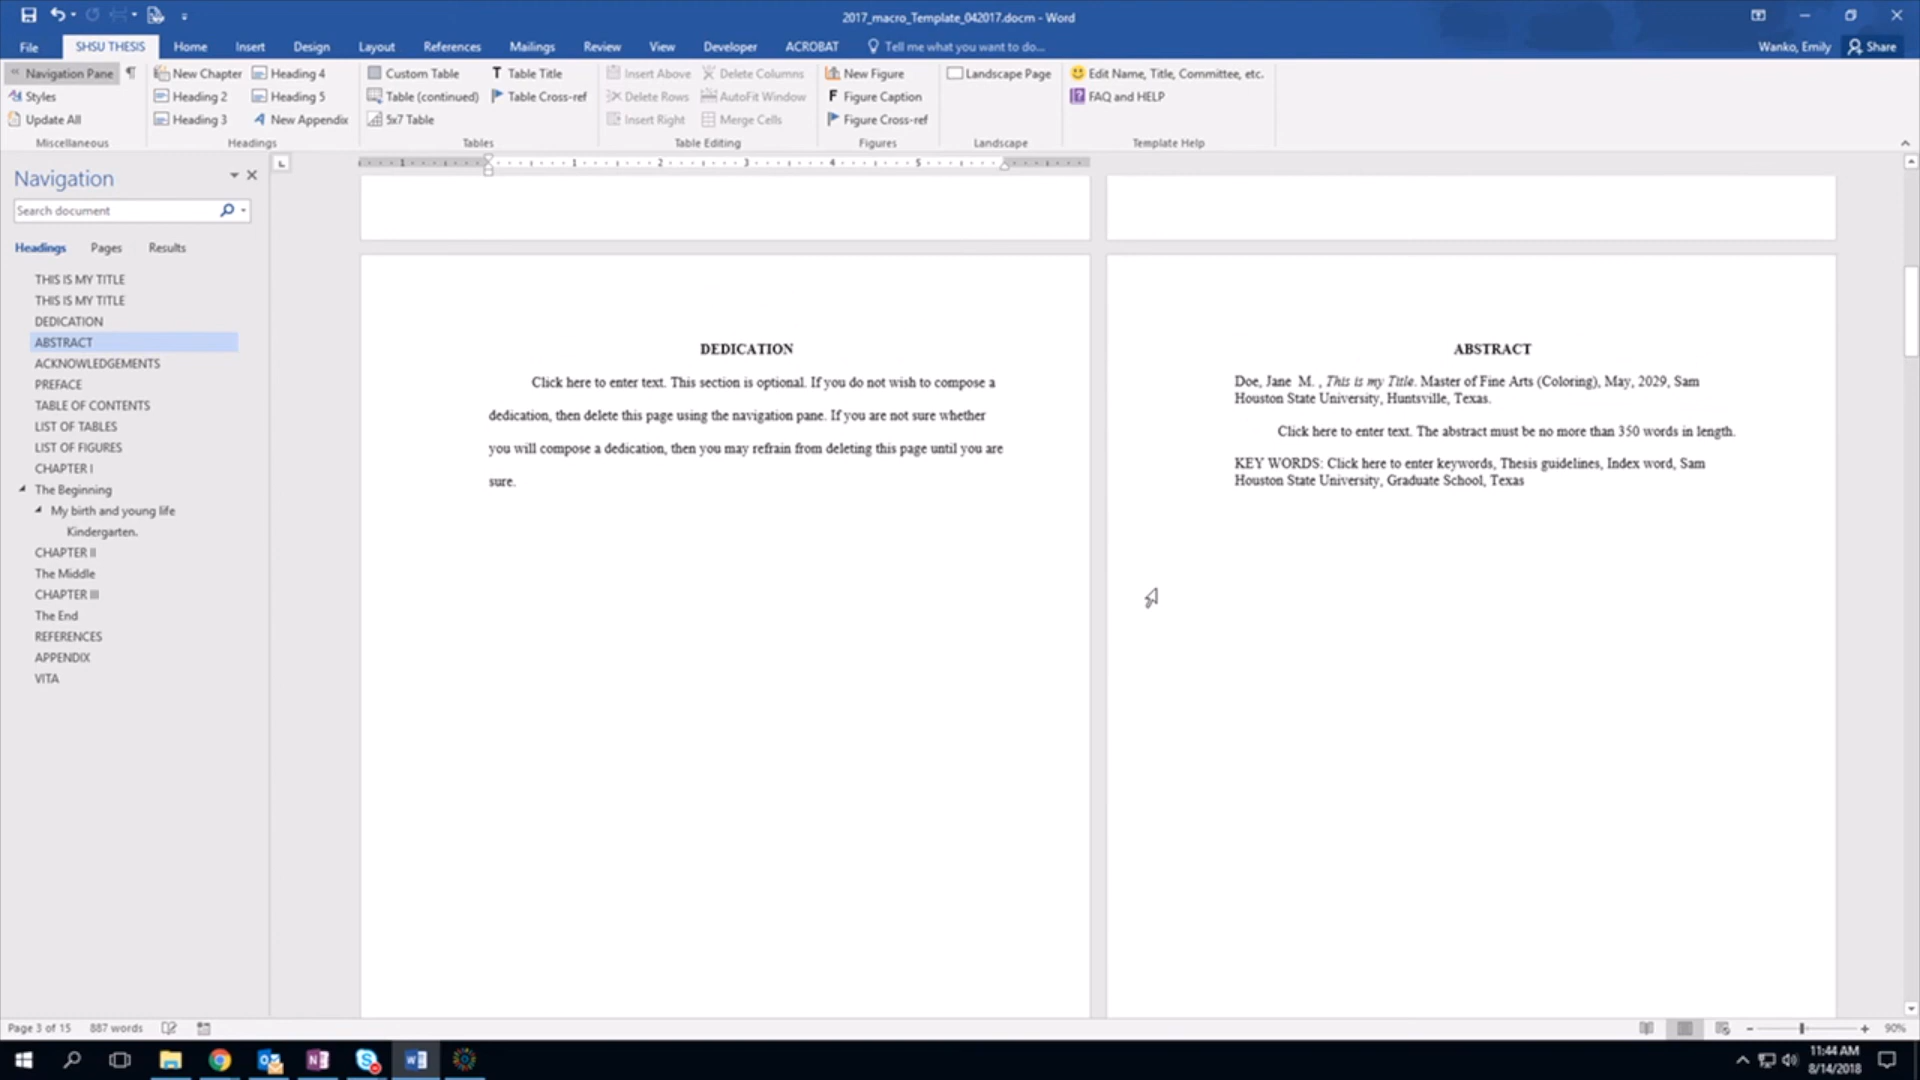 2017_macro_Template_042017.docm - Word
File SHSU THESIS Home Insert Design Layout References Mailings Review View Developer ACROBAT Tell me what you want to do... Wanko, Emily Share
Navigation Pane ¶ New Chapter Heading 4 Custom Table T Table Title Insert Above Delete Columns New Figure Landscape Page Edit Name, Title, Committee, etc.
Styles Heading 2 Heading 5 Table (continued) Table Cross-ref Delete Rows AutoFit Window F Figure Caption FAQ and HELP
Update All Heading 3 New Appendix 5x7 Table Insert Right Merge Cells Figure Cross-ref
Miscellaneous Headings Tables Table Editing Figures Landscape Template Help
1 1 2 3 4 5
Navigation
Search document
Headings Pages Results
THIS IS MY TITLE
THIS IS MY TITLE
DEDICATION
ABSTRACT
ACKNOWLEDGEMENTS
PREFACE
TABLE OF CONTENTS
LIST OF TABLES
LIST OF FIGURES
CHAPTER I
The Beginning
My birth and young life
Kindergarten.
CHAPTER II
The Middle
CHAPTER III
The End
REFERENCES
APPENDIX
VITA
DEDICATION
Click here to enter text. This section is optional. If you do not wish to compose a
dedication, then delete this page using the navigation pane. If you are not sure whether
you will compose a dedication, then you may refrain from deleting this page until you are
sure.
ABSTRACT
Doe, Jane M. , This is my Title. Master of Fine Arts (Coloring), May, 2029, Sam
Houston State University, Huntsville, Texas.
Click here to enter text. The abstract must be no more than 350 words in length.
KEY WORDS: Click here to enter keywords, Thesis guidelines, Index word, Sam
Houston State University, Graduate School, Texas
Page 3 of 15 887 words 90%
11:44 AM
8/14/2018